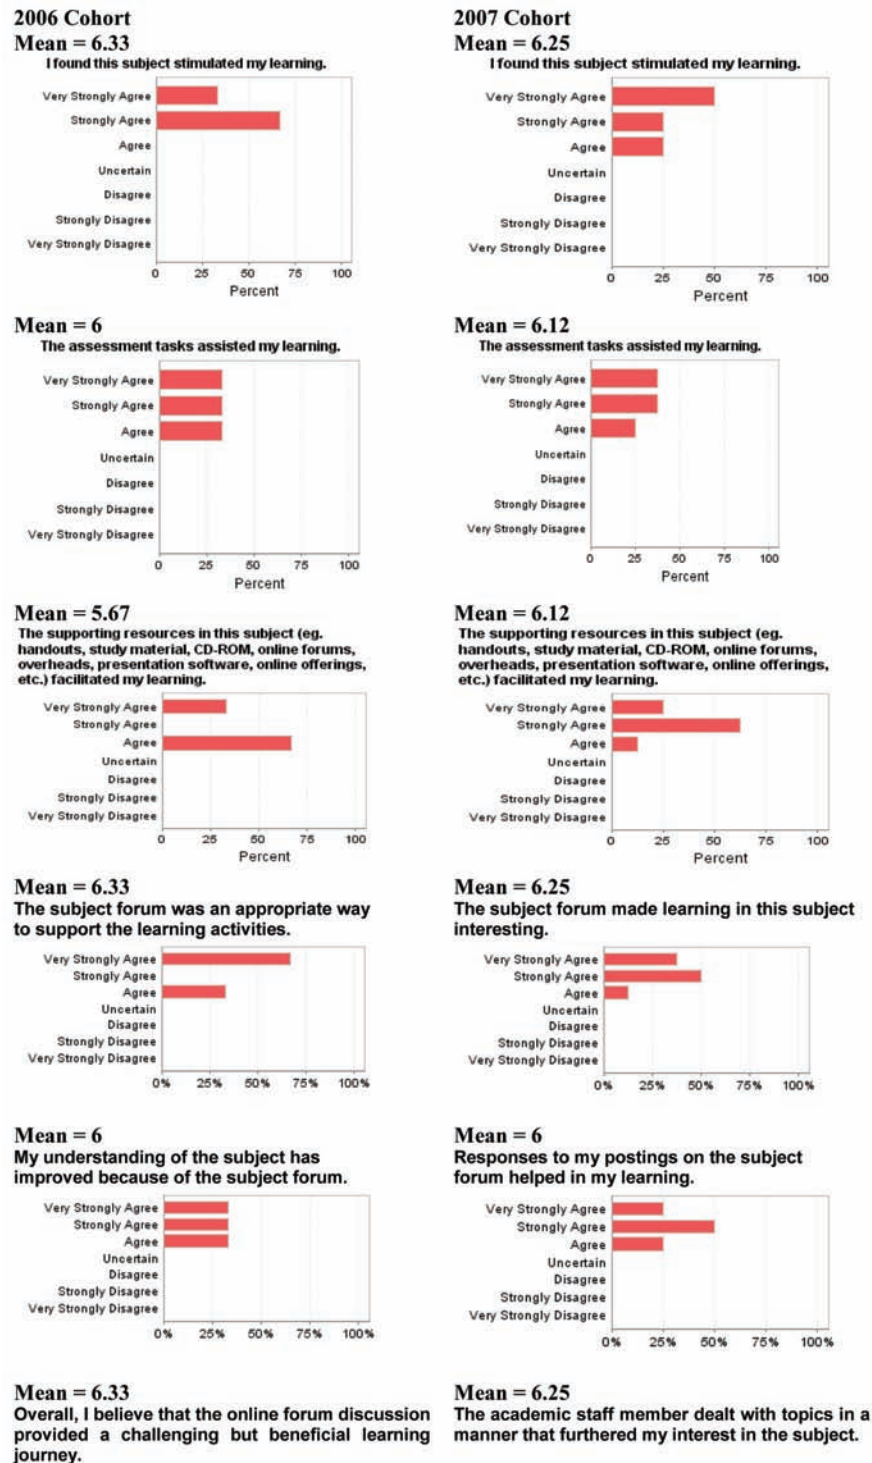 2006 Cohort
Mean = 6.33
I found this subject stimulated my learning.
Very Strongly Agree
Strongly Agree
Agree
Uncertain
Disagree
Strongly Disagree
Very Strongly Disagree
0 25 50 75 100
Percent
Mean = 6
The assessment tasks assisted my learning.
Very Strongly Agree
Strongly Agree
Agree
Uncertain
Disagree
Strongly Disagree
Very Strongly Disagree
0 25 50 75 100
Percent
Mean = 5.67
The supporting resources in this subject (eg.
handouts, study material, CD-ROM, online forums,
overheads, presentation software, online offerings,
etc.) facilitated my learning.
Very Strongly Agree
Strongly Agree
Agree
Uncertain
Disagree
Strongly Disagree
Very Strongly Disagree
0 25 50 75 100
Percent
Mean = 6.33
The subject forum was an appropriate way
to support the learning activities.
Very Strongly Agree
Strongly Agree
Agree
Uncertain
Disagree
Strongly Disagree
Very Strongly Disagree
0% 25% 50% 75% 100%
Mean = 6
My understanding of the subject has
improved because of the subject forum.
Very Strongly Agree
Strongly Agree
Agree
Uncertain
Disagree
Strongly Disagree
Very Strongly Disagree
0% 25% 50% 75% 100%
Mean = 6.33
Overall, I believe that the online forum discussion
provided a challenging but beneficial learning
journey.
2007 Cohort
Mean = 6.25
I found this subject stimulated my learning.
Very Strongly Agree
Strongly Agree
Agree
Uncertain
Disagree
Strongly Disagree
Very Strongly Disagree
0 25 50 75 100
Percent
Mean = 6.12
The assessment tasks assisted my learning.
Very Strongly Agree
Strongly Agree
Agree
Uncertain
Disagree
Strongly Disagree
Very Strongly Disagree
0 25 50 75 100
Percent
Mean = 6.12
The supporting resources in this subject (eg.
handouts, study material, CD-ROM, online forums,
overheads, presentation software, online offerings,
etc.) facilitated my learning.
Very Strongly Agree
Strongly Agree
Agree
Uncertain
Disagree
Strongly Disagree
Very Strongly Disagree
0 25 50 75 100
Percent
Mean = 6.25
The subject forum made learning in this subject
interesting.
Very Strongly Agree
Strongly Agree
Agree
Uncertain
Disagree
Strongly Disagree
Very Strongly Disagree
0% 25% 50% 75% 100%
Mean = 6
Responses to my postings on the subject
forum helped in my learning.
Very Strongly Agree
Strongly Agree
Agree
Uncertain
Disagree
Strongly Disagree
Very Strongly Disagree
0% 25% 50% 75% 100%
Mean = 6.25
The academic staff member dealt with topics in a
manner that furthered my interest in the subject.